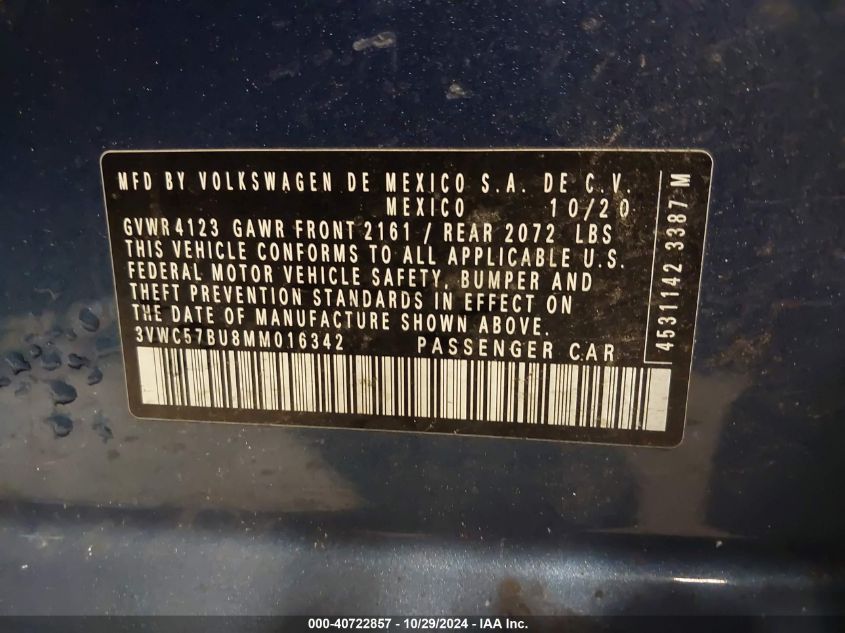 MFD BY VOLKSWAGEN DE MEXICO S.A. DE C.V.
MEXICO 10/20
GVWR 4123 GAWR FRONT 2161 / REAR 2072 LBS
THIS VEHICLE CONFORMS TO ALL APPLICABLE U.S.
FEDERAL MOTOR VEHICLE SAFETY, BUMPER AND
THEFT PREVENTION STANDARDS IN EFFECT ON
THE DATE OF MANUFACTURE SHOWN ABOVE.
3VWC57BU8MM016342 PASSENGER CAR
4531142 3387 M
000-40722857 - 10/29/2024 - IAA Inc.